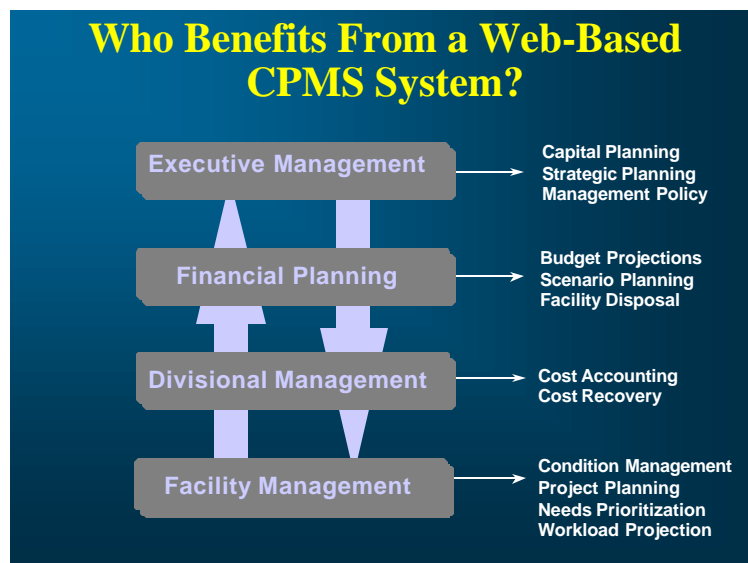 Who Benefits From a Web-Based
CPMS System?
Executive Management
Capital Planning
Strategic Planning
Management Policy
Financial Planning
Budget Projections
Scenario Planning
Facility Disposal
Divisional Management
Cost Accounting
Cost Recovery
Facility Management
Condition Management
Project Planning
Needs Prioritization
Workload Projection